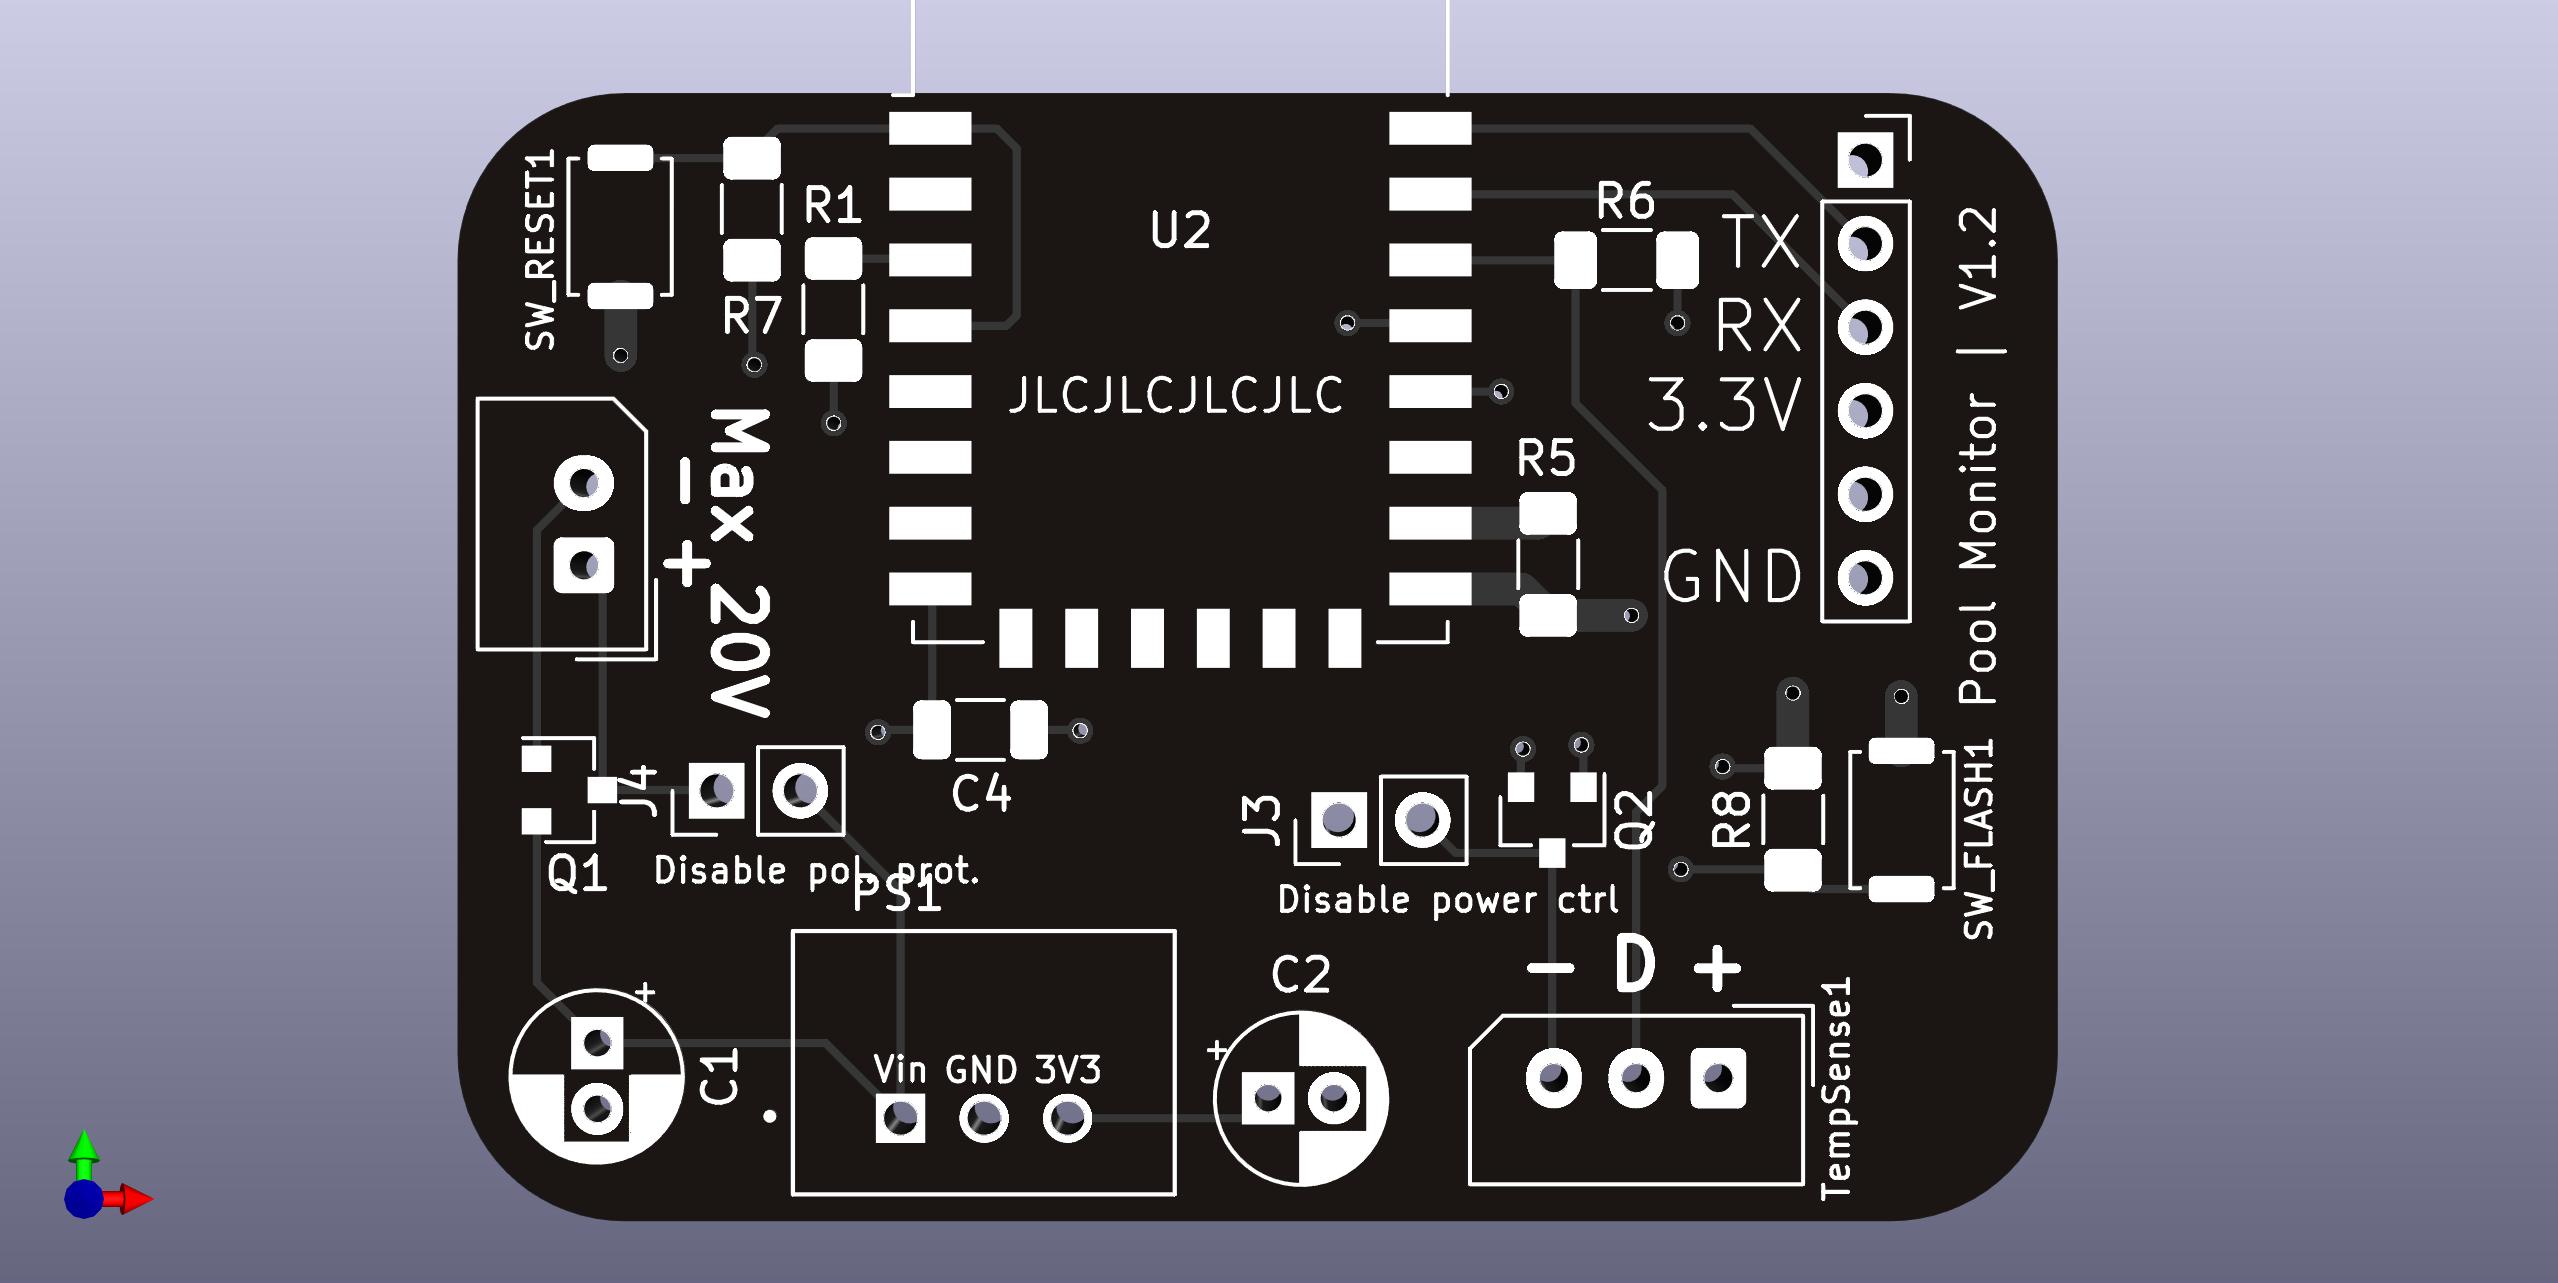 SW_RESET1
R1
R7
U2
R6
TX
RX
3.3V
GND
JLCJLCJLCJLC
R5
Pool Monitor | V1.2
-
+
Max 20V
C4
J4
Q1
Disable pol. prot.
PS1
J3
Q2
Disable power ctrl
R8
SW_FLASH1
- D +
C2
+
C1
+
Vin GND 3V3
TempSense1